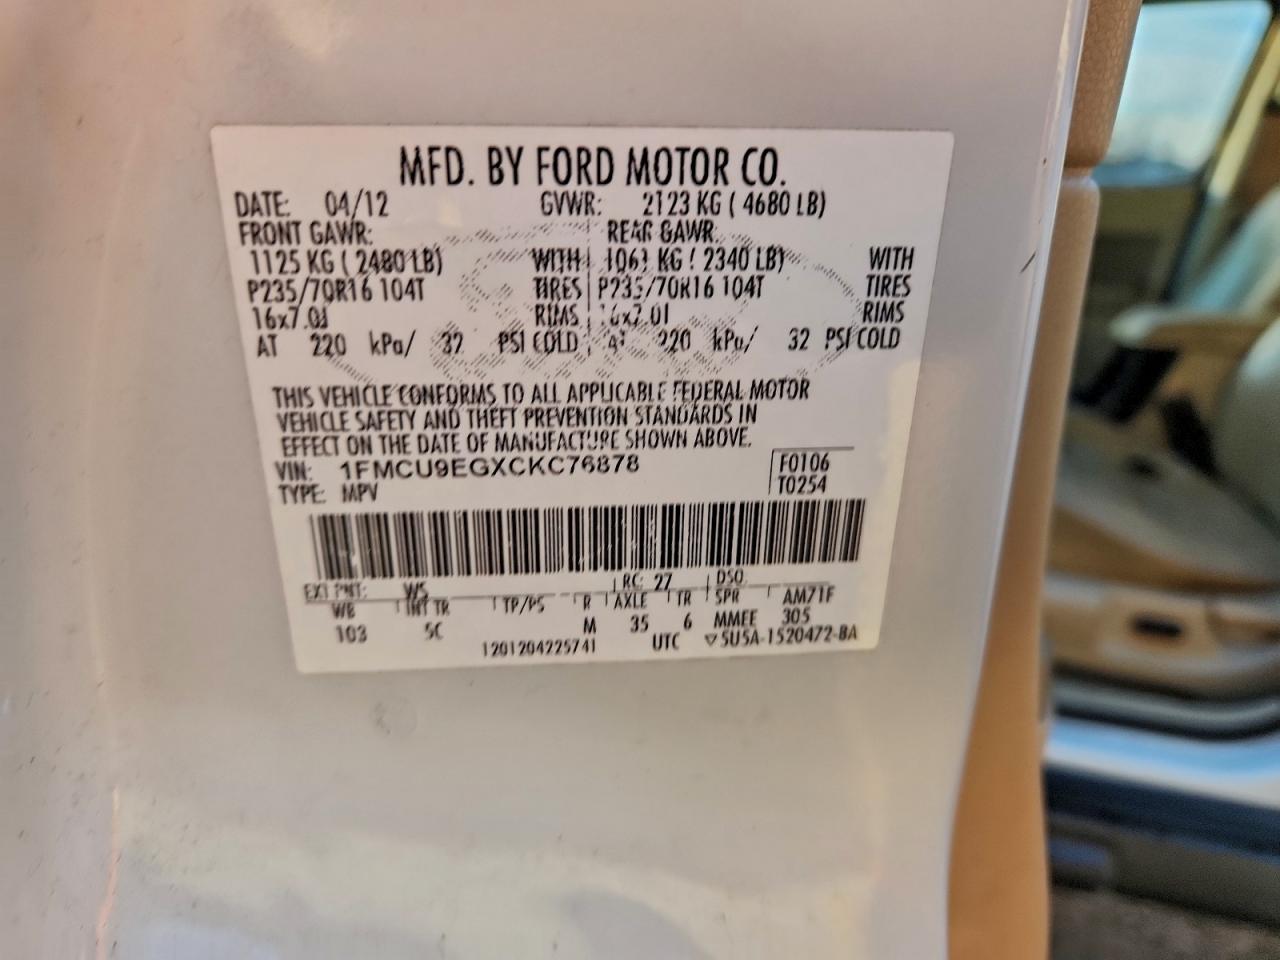 MFD. BY FORD MOTOR CO.
DATE: 04/12 GVWR: 2123 KG ( 4680 LB)
FRONT GAWR: REAR GAWR:
1125 KG ( 2480 LB) WITH 1061 KG ( 2340 LB) WITH
P235/70R16 104T TIRES P235/70R16 104T TIRES
16x7.0J RIMS 16x7.0J RIMS
AT 220 kPa/ 32 PSI COLD AT 220 kPa/ 32 PSI COLD
THIS VEHICLE CONFORMS TO ALL APPLICABLE FEDERAL MOTOR
VEHICLE SAFETY AND THEFT PREVENTION STANDARDS IN
EFFECT ON THE DATE OF MANUFACTURE SHOWN ABOVE.
VIN: 1FMCU9EGXCKC76878 F0106
TYPE: MPV T0254
EXT PNT: WS RC: 27 DSO:
WB INT TR TP/PS R AXLE TR SPR AM71F
103 5C M 35 6 MMEE 305
1201204225741 UTC ▽5U5A-1520472-BA